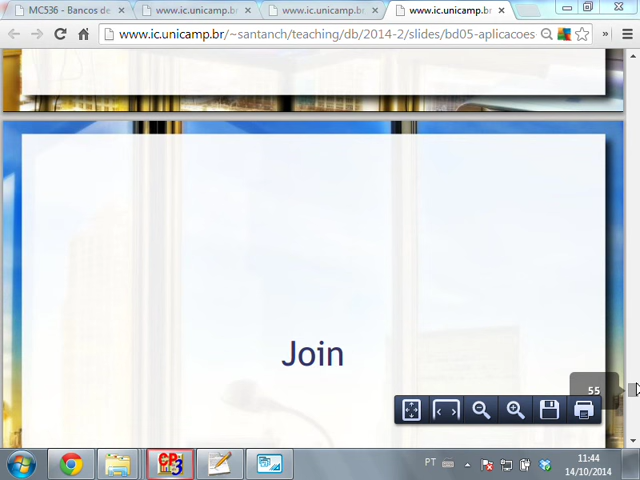 MC536 - Bancos de
www.ic.unicamp.br
www.ic.unicamp.br
www.ic.unicamp.br
www.ic.unicamp.br/~santanch/teaching/db/2014-2/slides/bd05-aplicacoes
Join
55
PT
11:44
14/10/2014